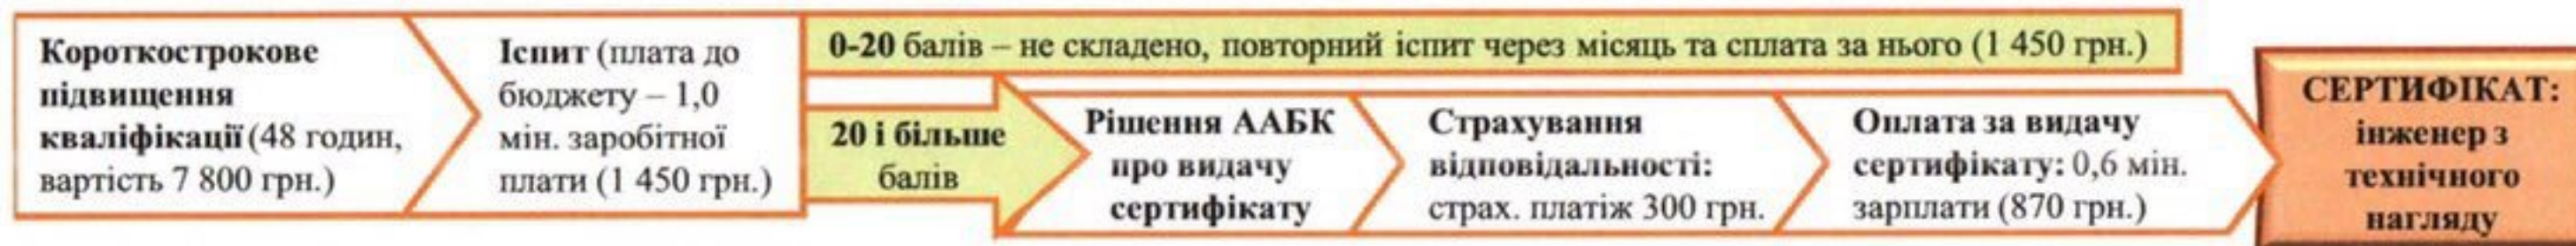 Короткострокове
підвищення
кваліфікації (48 годин,
вартість 7 800 грн.)
Іспит (плата до
бюджету – 1,0
мін. заробітної
плати (1 450 грн.)
0-20 балів – не складено, повторний іспит через місяць та сплата за нього (1 450 грн.)
20 і більше
балів
Рішення ААБК
про видачу
сертифікату
Страхування
відповідальності:
страх. платіж 300 грн.
Оплата за видачу
сертифікату: 0,6 мін.
зарплати (870 грн.)
СЕРТИФІКАТ:
інженер з
технічного
нагляду